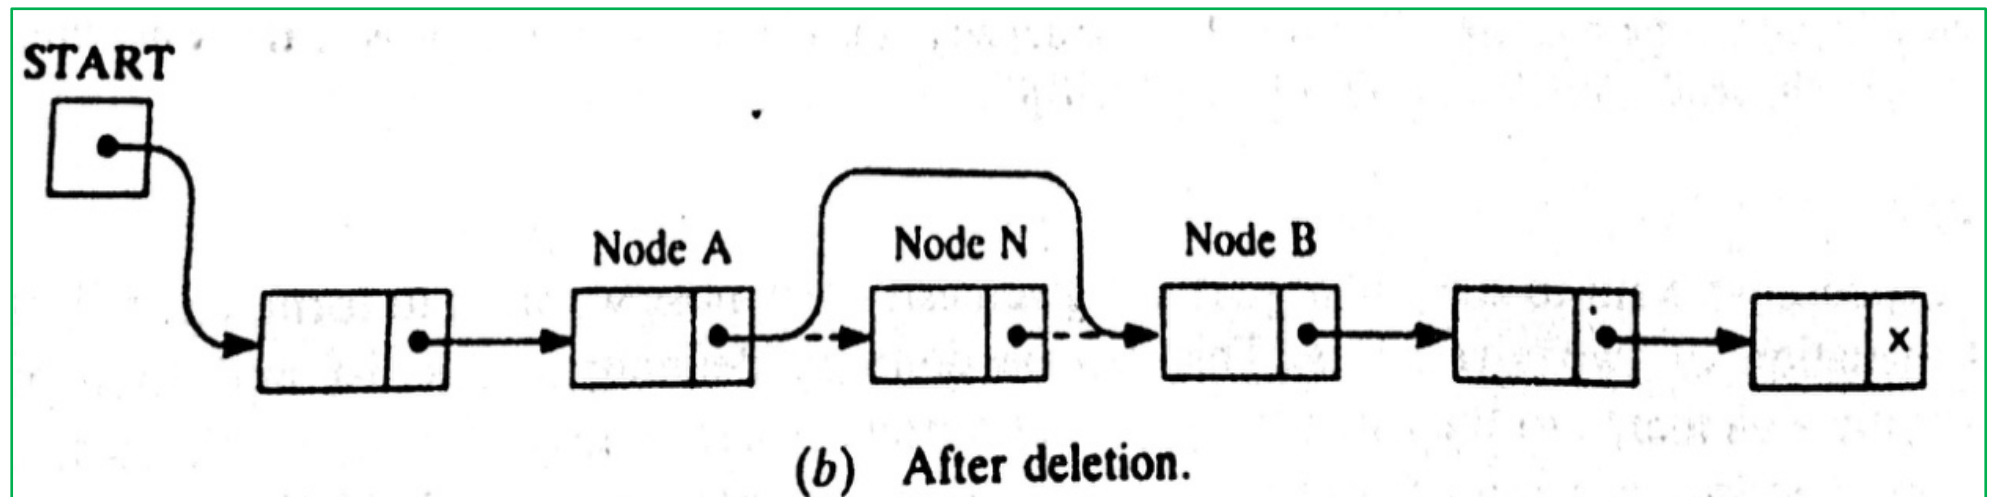 START
Node A Node N Node B
×
(b) After deletion.